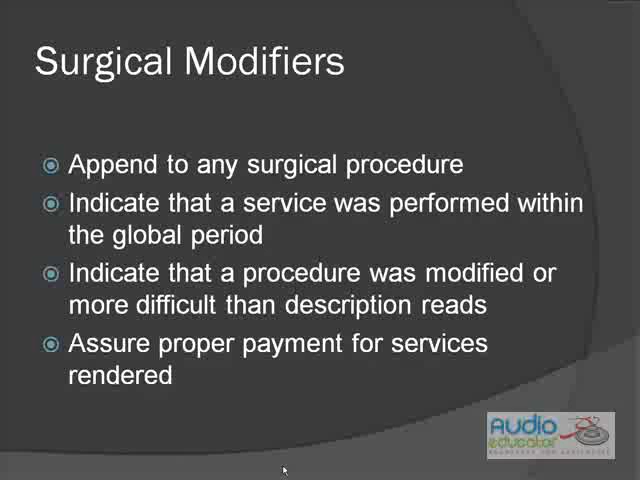 Surgical Modifiers
Append to any surgical procedure
Indicate that a service was performed within
the global period
Indicate that a procedure was modified or
more difficult than description reads
Assure proper payment for services
rendered
AUDIO
educator